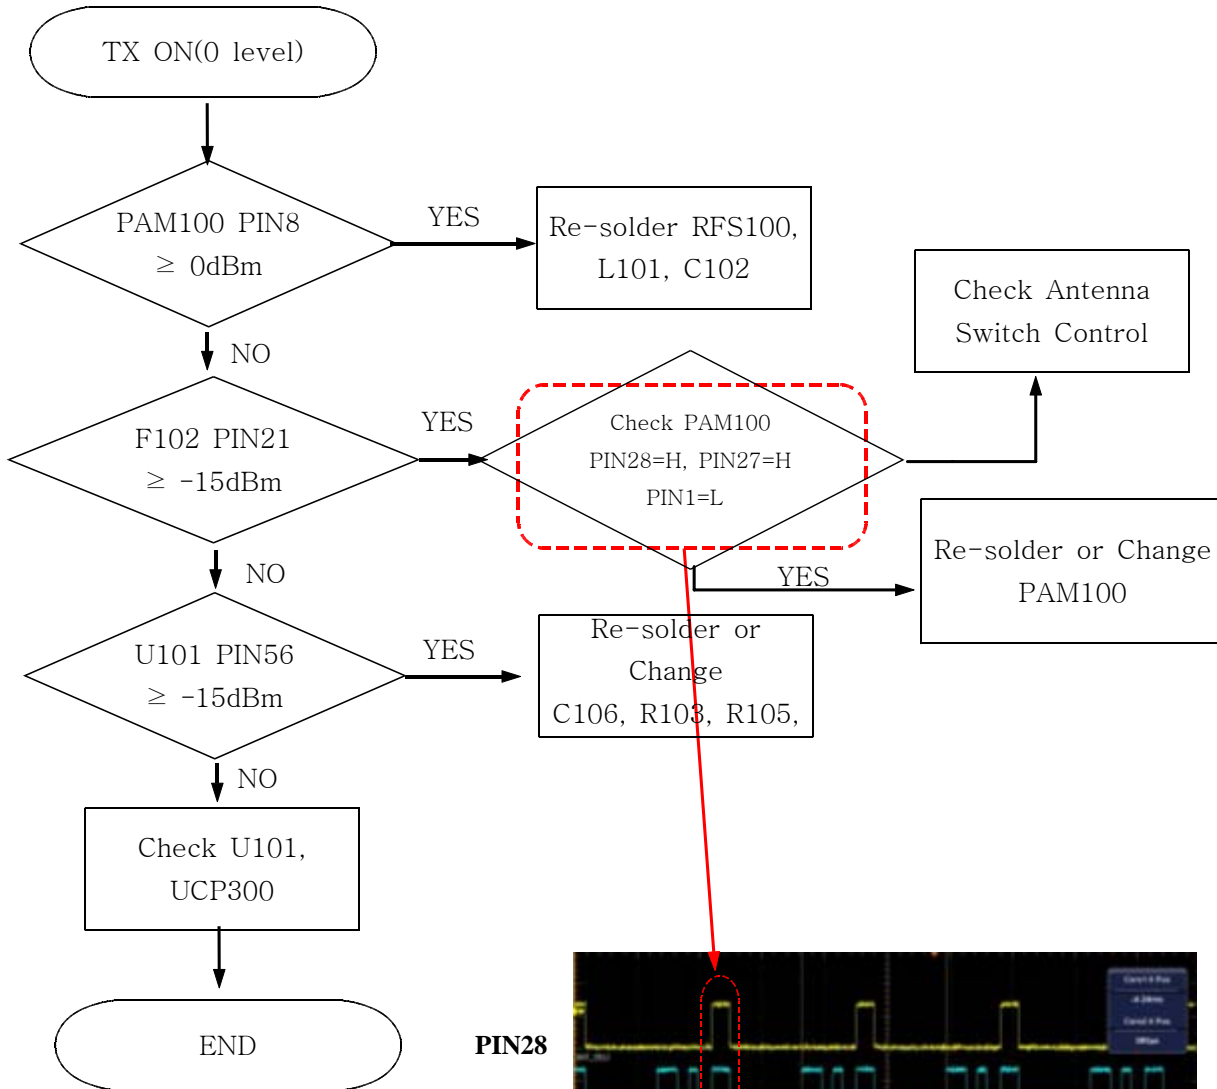 TX ON(0 level)
PAM100 PIN8
≥ 0dBm
YES
Re-solder RFS100,
L101, C102
NO
F102 PIN21
≥ -15dBm
YES
Check PAM100
PIN28=H, PIN27=H
PIN1=L
Check Antenna
Switch Control
YES
Re-solder or Change
PAM100
NO
U101 PIN56
≥ -15dBm
YES
Re-solder or
Change
C106, R103, R105,
NO
Check U101,
UCP300
END
PIN28